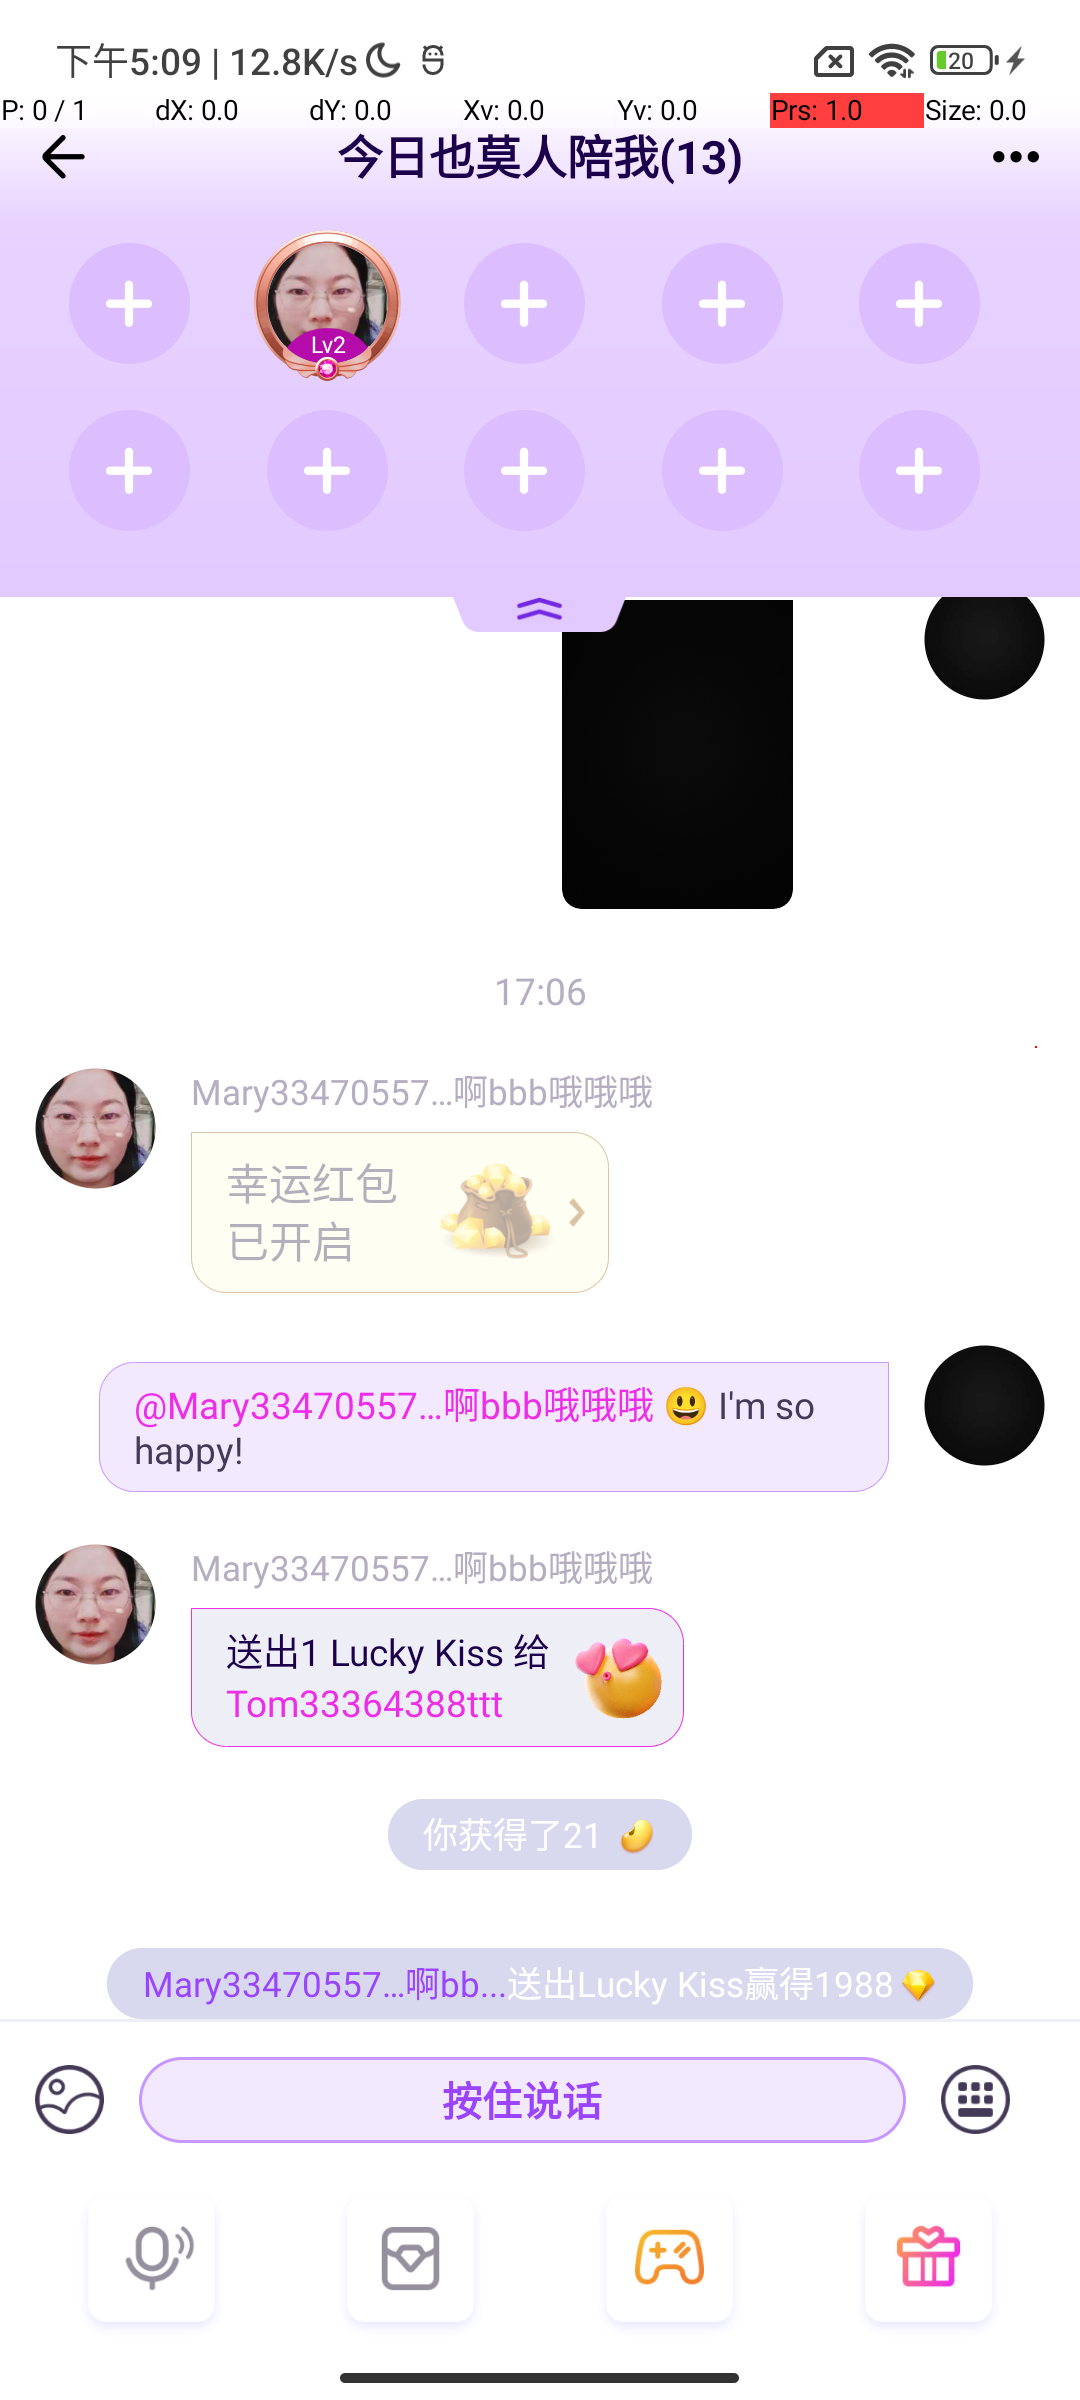 下午5:09 | 12.8K/s
20
P: 0 / 1 dX: 0.0 dY: 0.0 Xv: 0.0 Yv: 0.0 Prs: 1.0 Size: 0.0
今日也莫人陪我(13)
Lv2
17:06
Mary33470557...啊bbb哦哦哦
幸运红包
已开启
@Mary33470557...啊bbb哦哦哦 😃 I'm so
happy!
Mary33470557...啊bbb哦哦哦
送出1 Lucky Kiss 给
Tom33364388ttt
你获得了21
Mary33470557...啊bb...送出Lucky Kiss赢得1988
按住说话